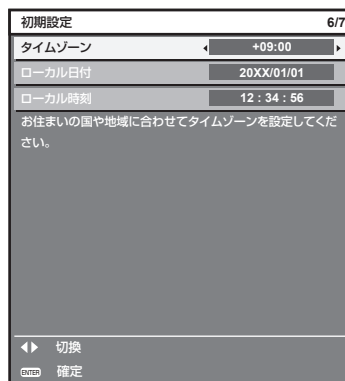 初期設定 6/7
タイムゾーン +09:00
ローカル日付 20XX/01/01
ローカル時刻 12 : 34 : 56
お住まいの国や地域に合わせてタイムゾーンを設定してくだ
さい。
切換
ENTER 確定